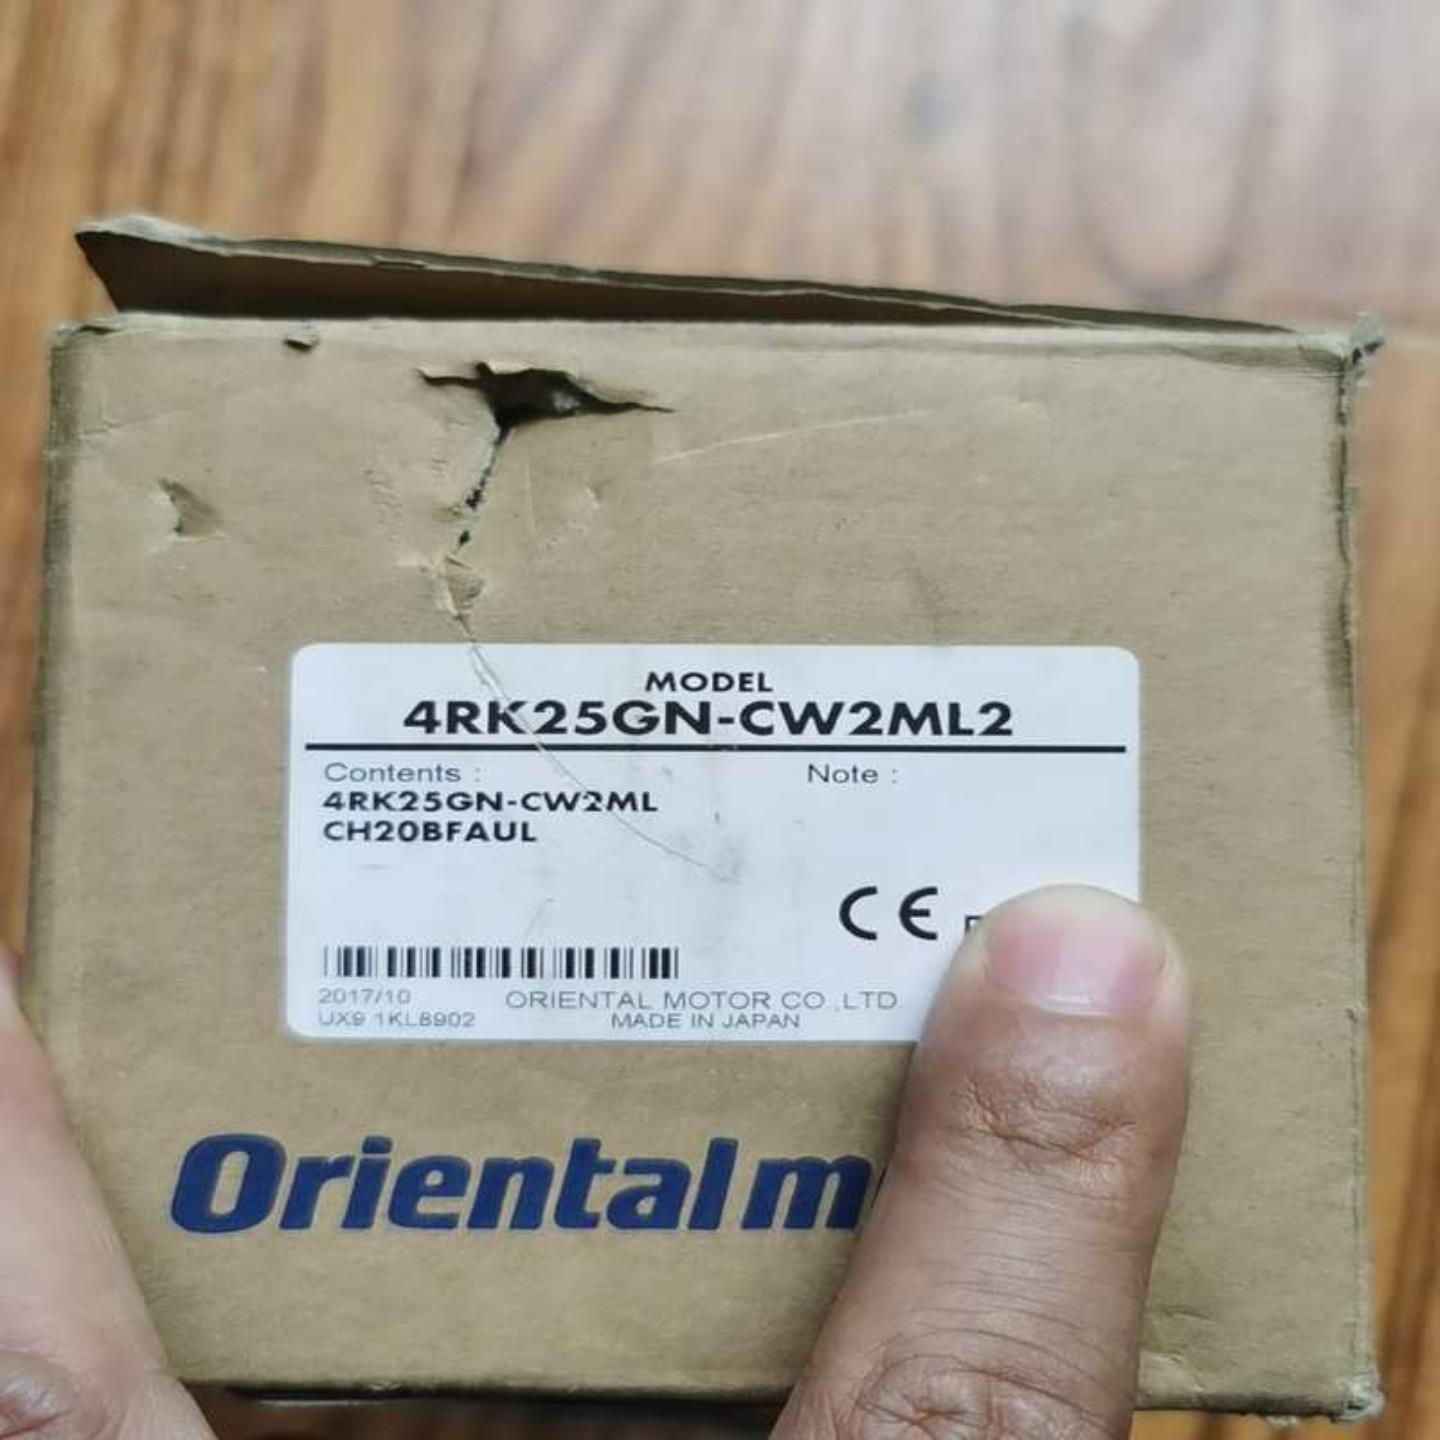 MODEL
4RK25GN-CW2ML2
Contents :
Note :
4RK25GN-CW2ML
CH20BFAUL
CE
2017/10
ORIENTAL MOTOR CO.,LTD
UX9 1KL8902
MADE IN JAPAN
Oriental m